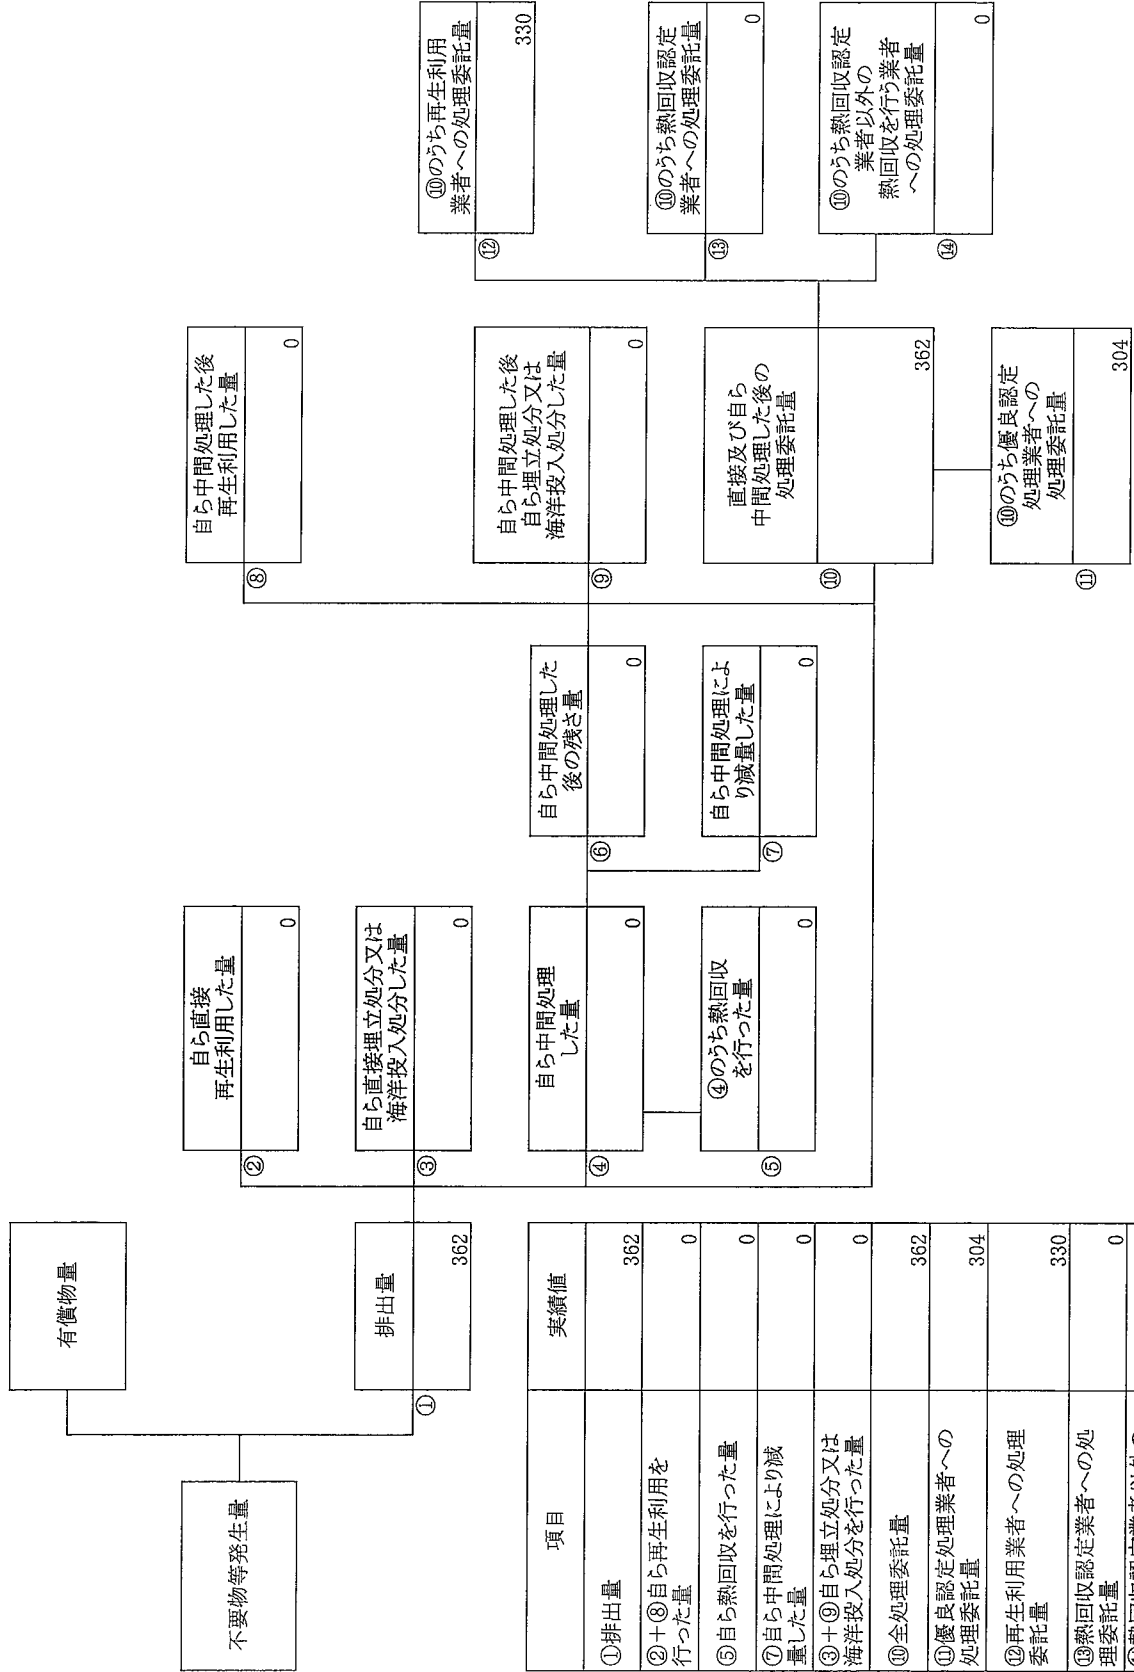 有償物量
不要物等発生量
排出量
①
362
自ら直接
再生利用した量
②
0
自ら直接埋立処分又は
海洋投入処分した量
③
0
自ら中間処理
した量
④
0
④のうち熱回収
を行った量
⑤
0
自ら中間処理した
後の残さ量
⑥
0
自ら中間処理によ
り減量した量
⑦
0
自ら中間処理した後
再生利用した量
⑧
0
自ら中間処理した後
自ら埋立処分又は
海洋投入処分した量
⑨
0
直接及び自ら
中間処理した後の
処理委託量
⑩
362
⑩のうち優良認定
処理業者への
処理委託量
⑪
304
⑩のうち再生利用
業者への処理委託量
⑫
330
⑩のうち熱回収認定
業者への処理委託量
⑬
0
⑩のうち熱回収認定
業者以外の
熱回収を行う業者
への処理委託量
⑭
0
項目 実績値
①排出量 362
②+⑧自ら再生利用を
行った量 0
⑤自ら熱回収を行った量 0
⑦自ら中間処理により減
量した量 0
③+⑨自ら埋立処分又は
海洋投入処分を行った量 0
⑩全処理委託量 362
⑪優良認定処理業者への
処理委託量 304
⑫再生利用業者への処理
委託量 330
⑬熱回収認定業者への処
理委託量 0